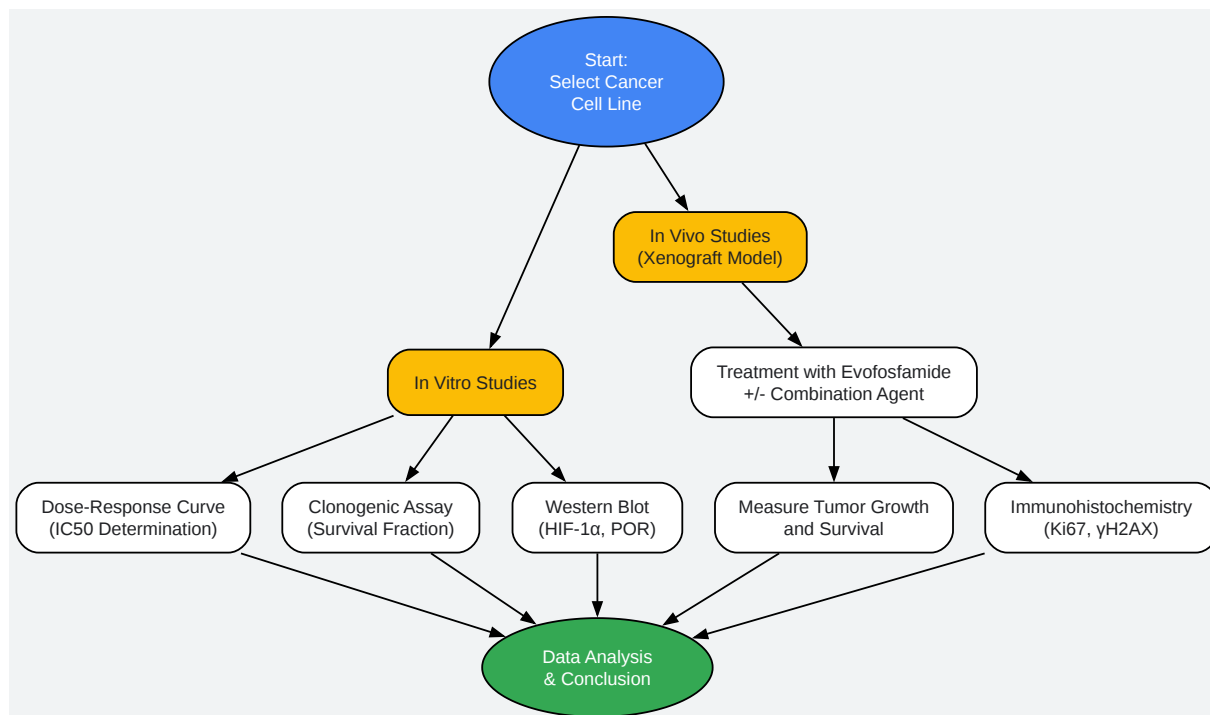 Start:
Select Cancer
Cell Line
In Vivo Studies
(Xenograft Model)
In Vitro Studies
Treatment with Evofosfamide
+/- Combination Agent
Dose-Response Curve
(IC50 Determination)
Clonogenic Assay
(Survival Fraction)
Western Blot
(HIF-1α, POR)
Measure Tumor Growth
and Survival
Immunohistochemistry
(Ki67, γH2AX)
Data Analysis
& Conclusion